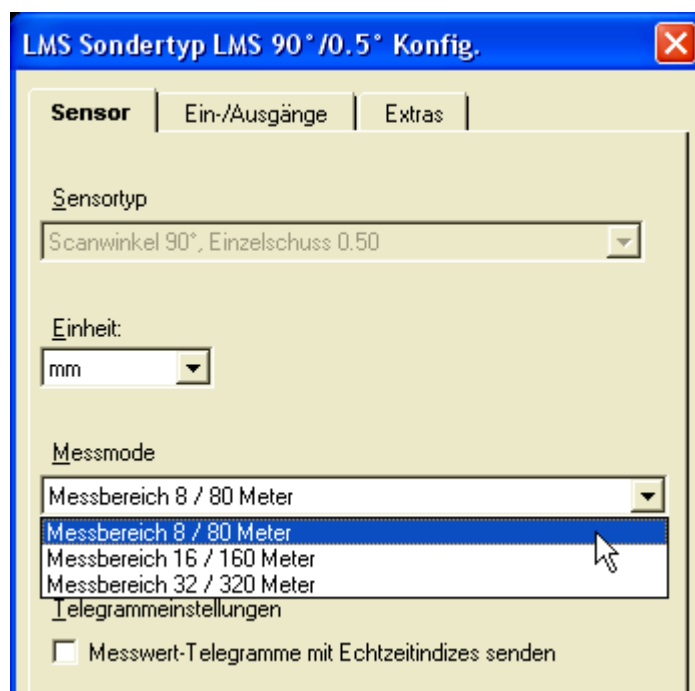 LMS Sondertyp LMS 90°/0.5° Konfig.
Sensor Ein-/Ausgänge Extras
Sensortyp
Scanwinkel 90°, Einzelschuss 0.50
Einheit:
mm
Messmode
Messbereich 8 / 80 Meter
Messbereich 8 / 80 Meter
Messbereich 16 / 160 Meter
Messbereich 32 / 320 Meter
Telegrammeinstellungen
Messwert-Telegramme mit Echtzeitindizes senden